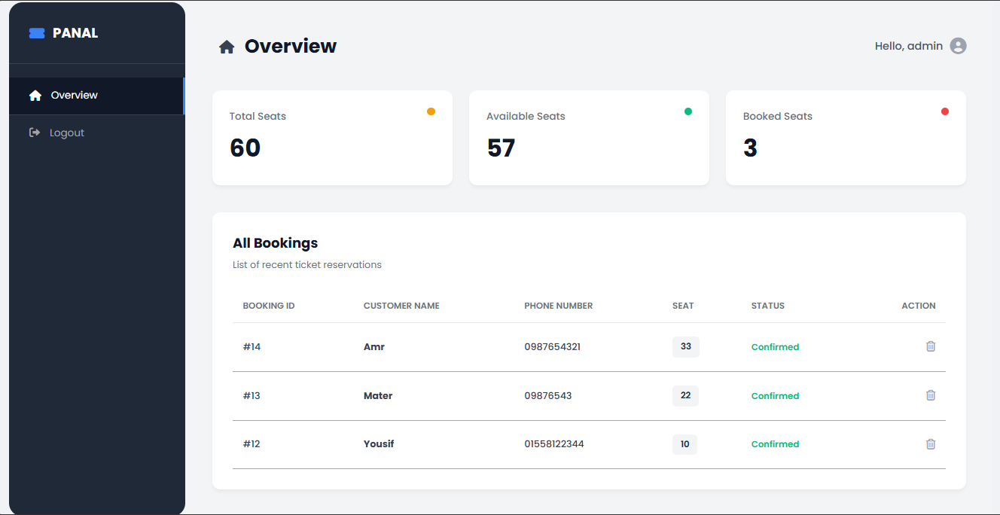 PANAL
Overview
Logout
Overview
Hello, admin
Total Seats
60
Available Seats
57
Booked Seats
3
All Bookings
List of recent ticket reservations
BOOKING ID CUSTOMER NAME PHONE NUMBER SEAT STATUS ACTION
#14 Amr 0987654321 33 Confirmed
#13 Mater 09876543 22 Confirmed
#12 Yousif 01558122344 10 Confirmed